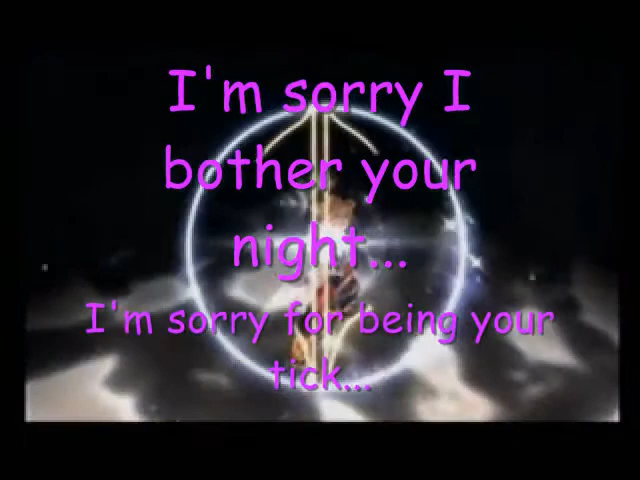 I'm sorry I
bother your
night...
I'm sorry for being your
tick...